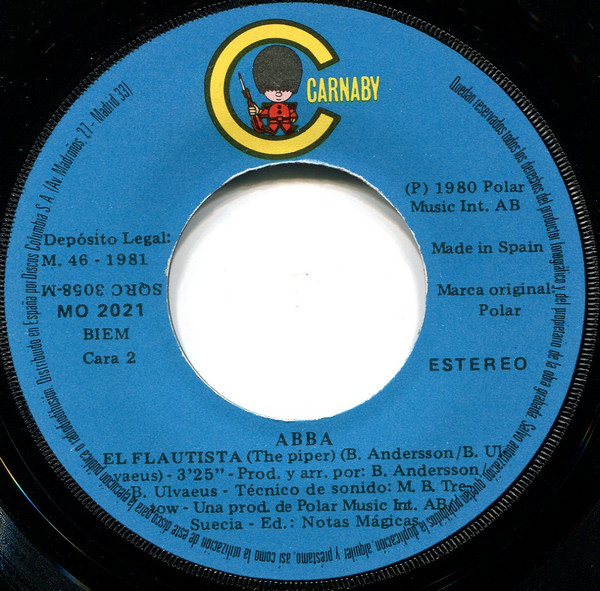 CARNABY
(P) 1980 Polar
Music Int. AB
Depósito Legal:
M. 46 - 1981
Made in Spain
SQRC 3058-M
Marca original:
Polar
MO 2021
BIEM
Cara 2
ESTEREO
ABBA
EL FLAUTISTA (The piper) (B. Andersson/B. Ul-
vaeus) - 3'25" - Prod. y arr. por: B. Andersson
B. Ulvaeus - Técnico de sonido: M. B. Tre-
tow - Una prod. de Polar Music Int. AB
Suecia - Ed.: Notas Mágicas
Quedan reservados todos los derechos del productor fonográfico y del propietario de la obra grabada. Salvo autorización, quedan prohibidos la duplicación, alquiler y préstamo, así como la utilización de este disco para la ejecución pública o radiodifusión. Distribuido en España por Discos Columbia S A. (Av. Madroños, 27 - Madrid 33)